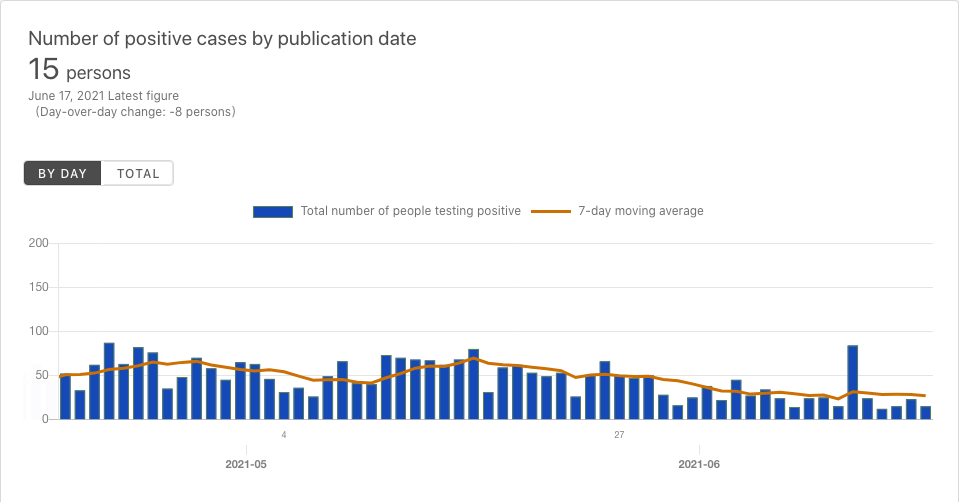 Number of positive cases by publication date
15 persons
June 17, 2021 Latest figure
(Day-over-day change: -8 persons)
BY DAY TOTAL
Total number of people testing positive 7-day moving average
200
150
100
50
0
4 27
2021-05 2021-06